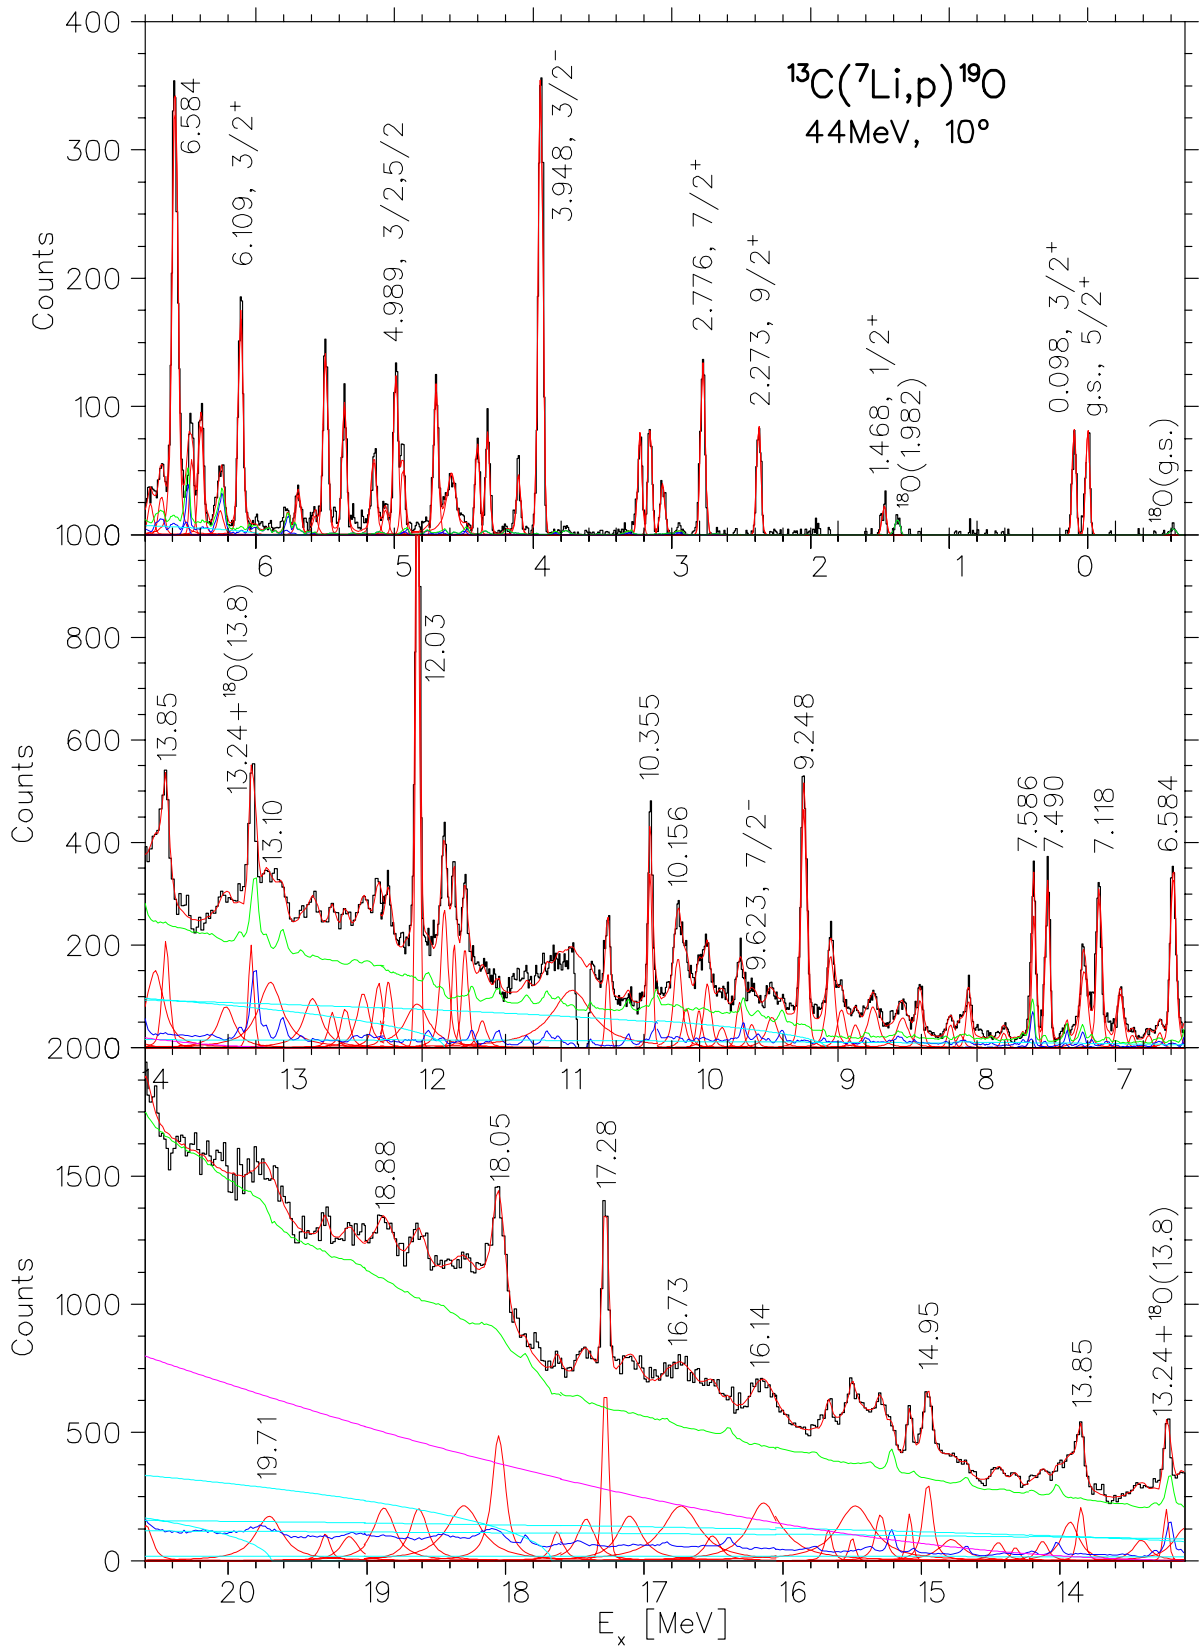 400
300
200
100
1000
Counts
¹³C(⁷Li,p)¹⁹O
44MeV, 10°
6.584
6.109, 3/2⁺
4.989, 3/2,5/2
3.948, 3/2⁻
2.776, 7/2⁺
2.273, 9/2⁺
1.468, 1/2⁺
¹⁸O(1.982)
0.098, 3/2⁺
g.s., 5/2⁺
¹⁸O(g.s.)
6 5 4 3 2 1 0
800
600
400
200
2000
Counts
13.85
13.24+¹⁸O(13.8)
13.10
12.03
10.355
10.156
9.623, 7/2⁻
9.248
7.586
7.490
7.118
6.584
14 13 12 11 10 9 8 7
1500
1000
500
0
Counts
19.71
18.88
18.05
17.28
16.73
16.14
14.95
13.85
13.24+¹⁸O(13.8)
20 19 18 17 16 15 14
Eₓ [MeV]